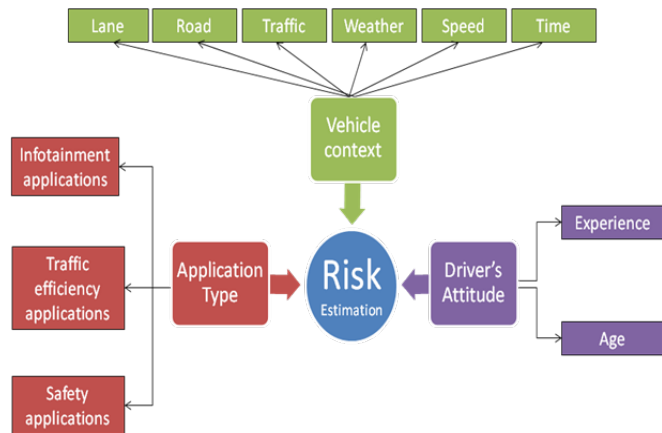 Lane
Road
Traffic
Weather
Speed
Time
Vehicle
context
Infotainment
applications
Traffic
efficiency
applications
Safety
applications
Application
Type
Risk
Estimation
Driver's
Attitude
Experience
Age